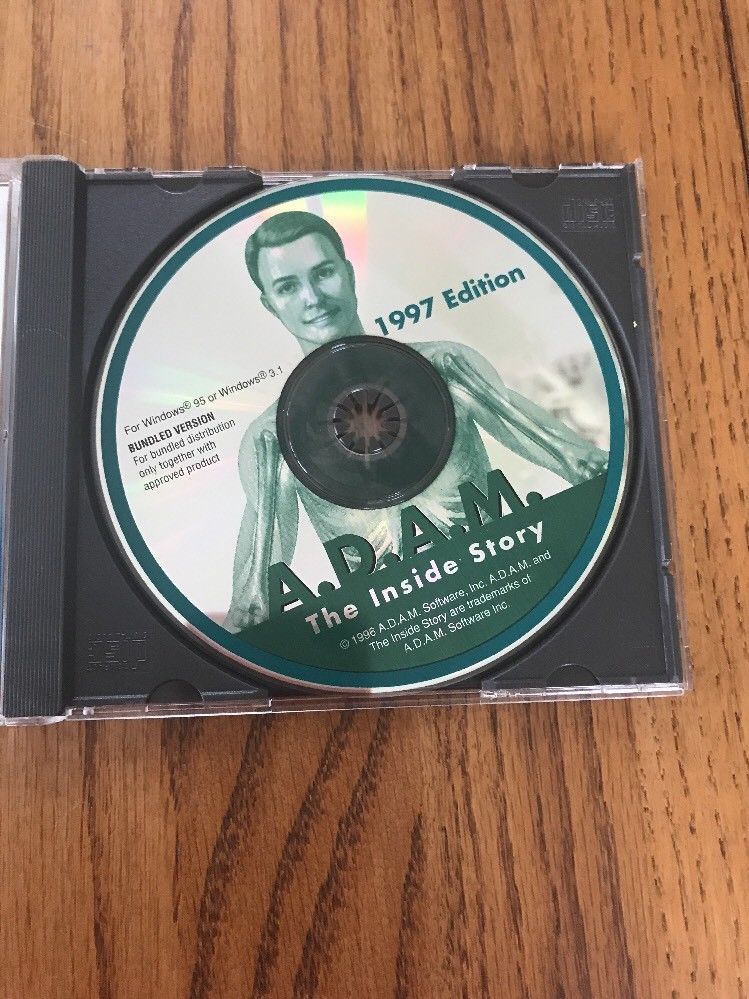 1997 Edition
For Windows® 95 or Windows® 3.1
BUNDLED VERSION
For bundled distribution
only together with
approved product
A.D.A.M.
The Inside Story
© 1996 A.D.A.M. Software, Inc. A.D.A.M. and
The Inside Story are trademarks of
A.D.A.M. Software Inc.